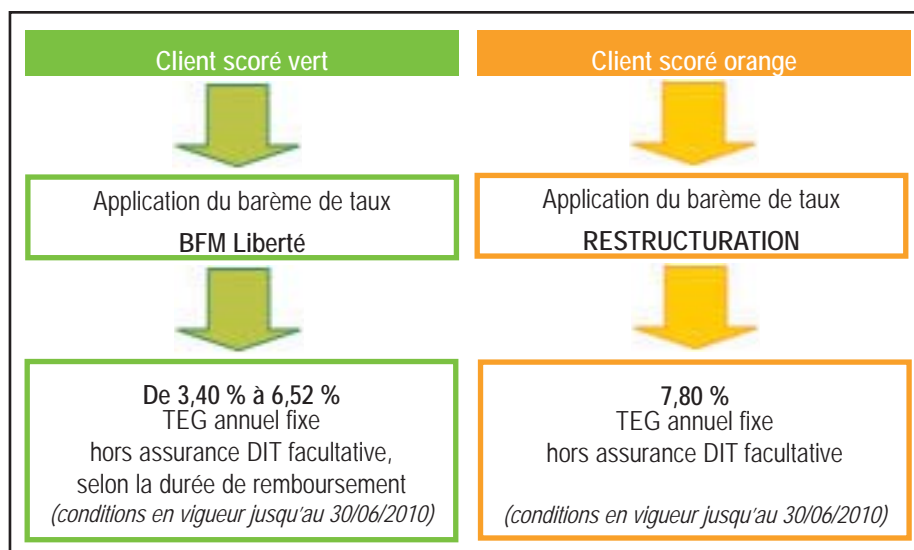 Client scoré vert
Application du barème de taux
BFM Liberté
De 3,40 % à 6,52 %
TEG annuel fixe
hors assurance DIT facultative,
selon la durée de remboursement
(conditions en vigueur jusqu'au 30/06/2010)
Client scoré orange
Application du barème de taux
RESTRUCTURATION
7,80 %
TEG annuel fixe
hors assurance DIT facultative
(conditions en vigueur jusqu'au 30/06/2010)